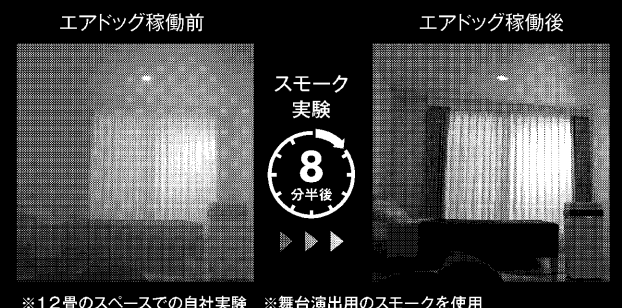 エアドッグ稼働前
エアドッグ稼働後
スモーク
実験
8
分半後
※12畳のスペースでの自社実験 ※舞台演出用のスモークを使用